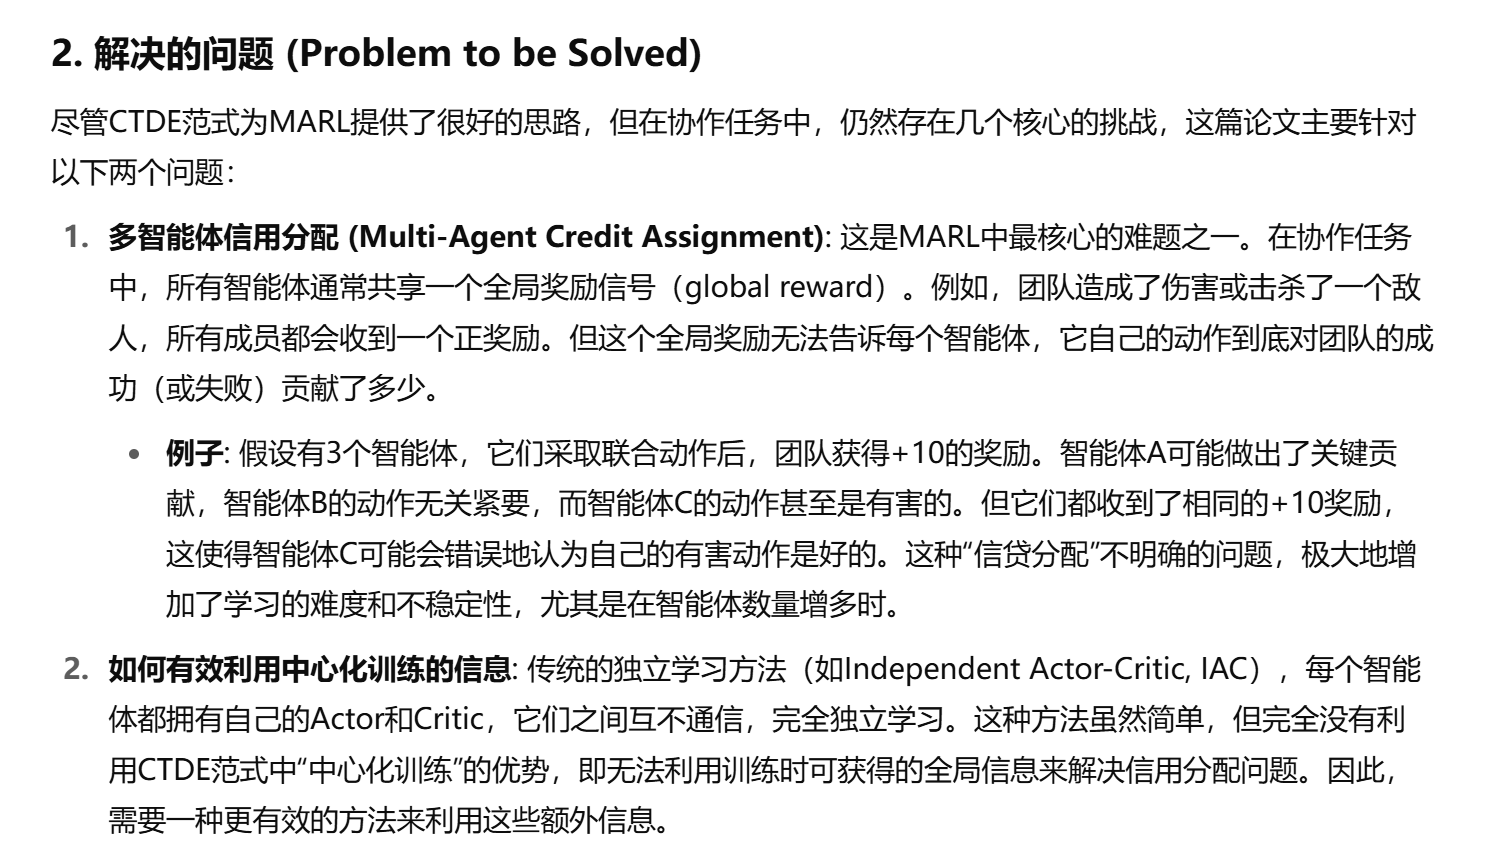 2. 解决的问题 (Problem to be Solved)
尽管CTDE范式为MARL提供了很好的思路，但在协作任务中，仍然存在几个核心的挑战，这篇论文主要针对
以下两个问题：
1. 多智能体信用分配 (Multi-Agent Credit Assignment): 这是MARL中最核心的难题之一。在协作任务
中，所有智能体通常共享一个全局奖励信号（global reward）。例如，团队造成了伤害或击杀了一个敌
人，所有成员都会收到一个正奖励。但这个全局奖励无法告诉每个智能体，它自己的动作到底对团队的成
功（或失败）贡献了多少。
• 例子: 假设有3个智能体，它们采取联合动作后，团队获得+10的奖励。智能体A可能做出了关键贡
献，智能体B的动作无关紧要，而智能体C的动作甚至是有害的。但它们都收到了相同的+10奖励，
这使得智能体C可能会错误地认为自己的有害动作是好的。这种“信贷分配”不明确的问题，极大地增
加了学习的难度和不稳定性，尤其是在智能体数量增多时。
2. 如何有效利用中心化训练的信息: 传统的独立学习方法（如Independent Actor-Critic, IAC），每个智能
体都拥有自己的Actor和Critic，它们之间互不通信，完全独立学习。这种方法虽然简单，但完全没有利
用CTDE范式中“中心化训练”的优势，即无法利用训练时可获得的全局信息来解决信用分配问题。因此，
需要一种更有效的方法来利用这些额外信息。